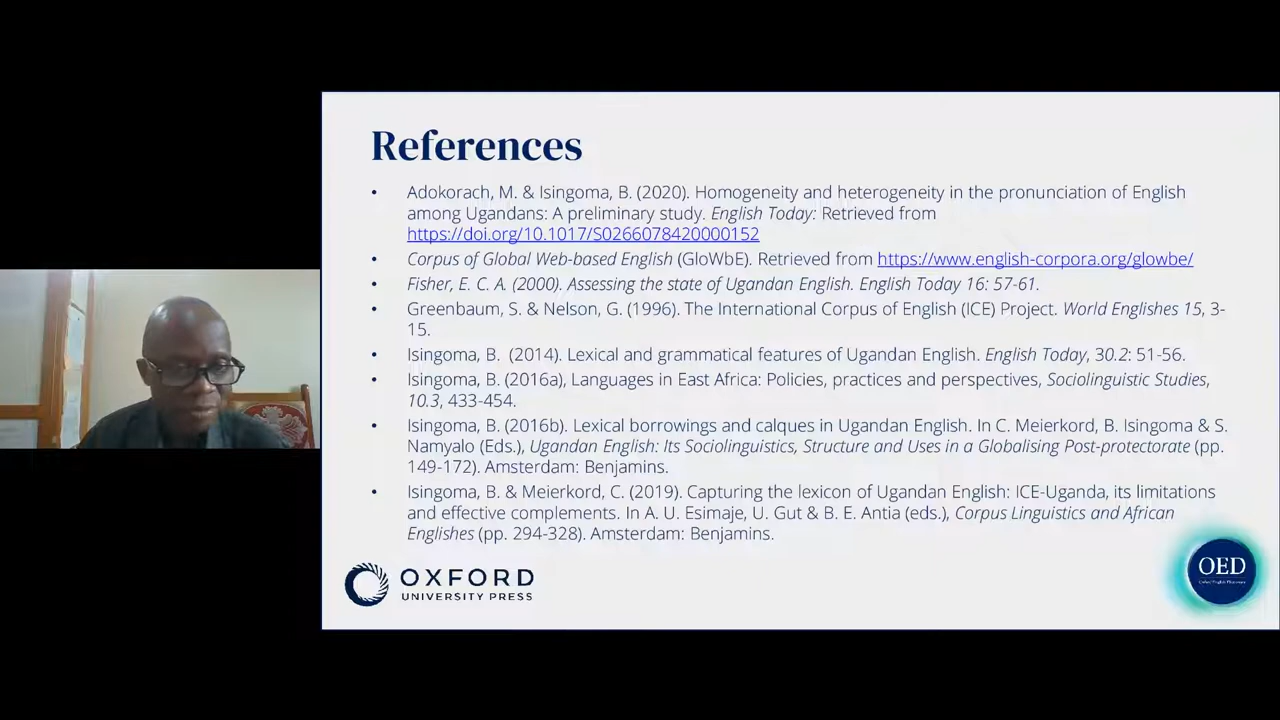 References
• Adokorach, M. & Isingoma, B. (2020). Homogeneity and heterogeneity in the pronunciation of English
among Ugandans: A preliminary study. English Today: Retrieved from
https://doi.org/10.1017/S0266078420000152
• Corpus of Global Web-based English (GloWbE). Retrieved from https://www.english-corpora.org/glowbe/
• Fisher, E. C. A. (2000). Assessing the state of Ugandan English. English Today 16: 57-61.
• Greenbaum, S. & Nelson, G. (1996). The International Corpus of English (ICE) Project. World Englishes 15, 3-
15.
• Isingoma, B. (2014). Lexical and grammatical features of Ugandan English. English Today, 30.2: 51-56.
• Isingoma, B. (2016a), Languages in East Africa: Policies, practices and perspectives, Sociolinguistic Studies,
10.3, 433-454.
• Isingoma, B. (2016b). Lexical borrowings and calques in Ugandan English. In C. Meierkord, B. Isingoma & S.
Namyalo (Eds.), Ugandan English: Its Sociolinguistics, Structure and Uses in a Globalising Post-protectorate (pp.
149-172). Amsterdam: Benjamins.
• Isingoma, B. & Meierkord, C. (2019). Capturing the lexicon of Ugandan English: ICE-Uganda, its limitations
and effective complements. In A. U. Esimaje, U. Gut & B. E. Antia (eds.), Corpus Linguistics and African
Englishes (pp. 294-328). Amsterdam: Benjamins.
OXFORD
UNIVERSITY PRESS
OED
Oxford English Dictionary